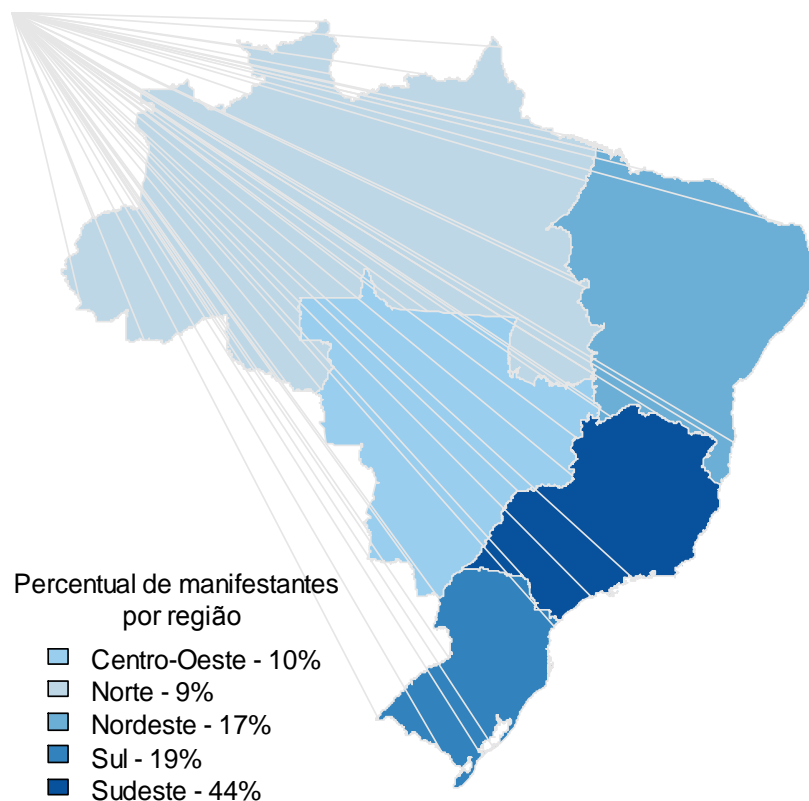 Percentual de manifestantes
por região
Centro-Oeste - 10%
Norte - 9%
Nordeste - 17%
Sul - 19%
Sudeste - 44%